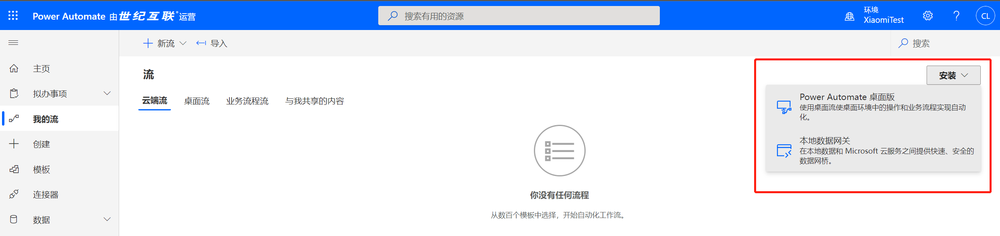 Power Automate 由世纪互联®运营
搜索有用的资源
环境
XiaomiTest
CL
新流
导入
搜索
主页
拟办事项
我的流
创建
模板
连接器
数据
流
安装
云端流
桌面流
业务流程流
与我共享的内容
Power Automate 桌面版
使用桌面流使桌面环境中的操作和业务流程实现自动
化。
本地数据网关
在本地数据和 Microsoft 云服务之间提供快速、安全的
数据网桥。
你没有任何流程
从数百个模板中选择，开始自动化工作流。